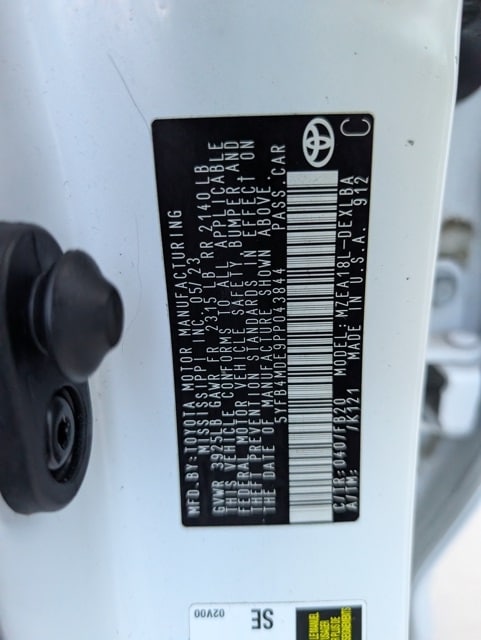 MFD.BY:TOYOTA MOTOR MANUFACTURING
MISSISSIPPI INC. 05/23
GVWR 3925LB GAWR FR 2315LB RR 2140LB
THIS VEHICLE CONFORMS TO ALL APPLICABLE
FEDERAL MOTOR VEHICLE SAFETY, BUMPER AND
THEFT PREVENTION STANDARDS IN EFFECT ON
THE DATE OF MANUFACTURE SHOWN ABOVE.
5YFB4MDE9PP043844 PASS.CAR
C/TR:040/FB20 MODEL:MZEA18L-DEXLBA
A/TM: /K121 MADE IN U.S.A. 912
C
SE
02V00